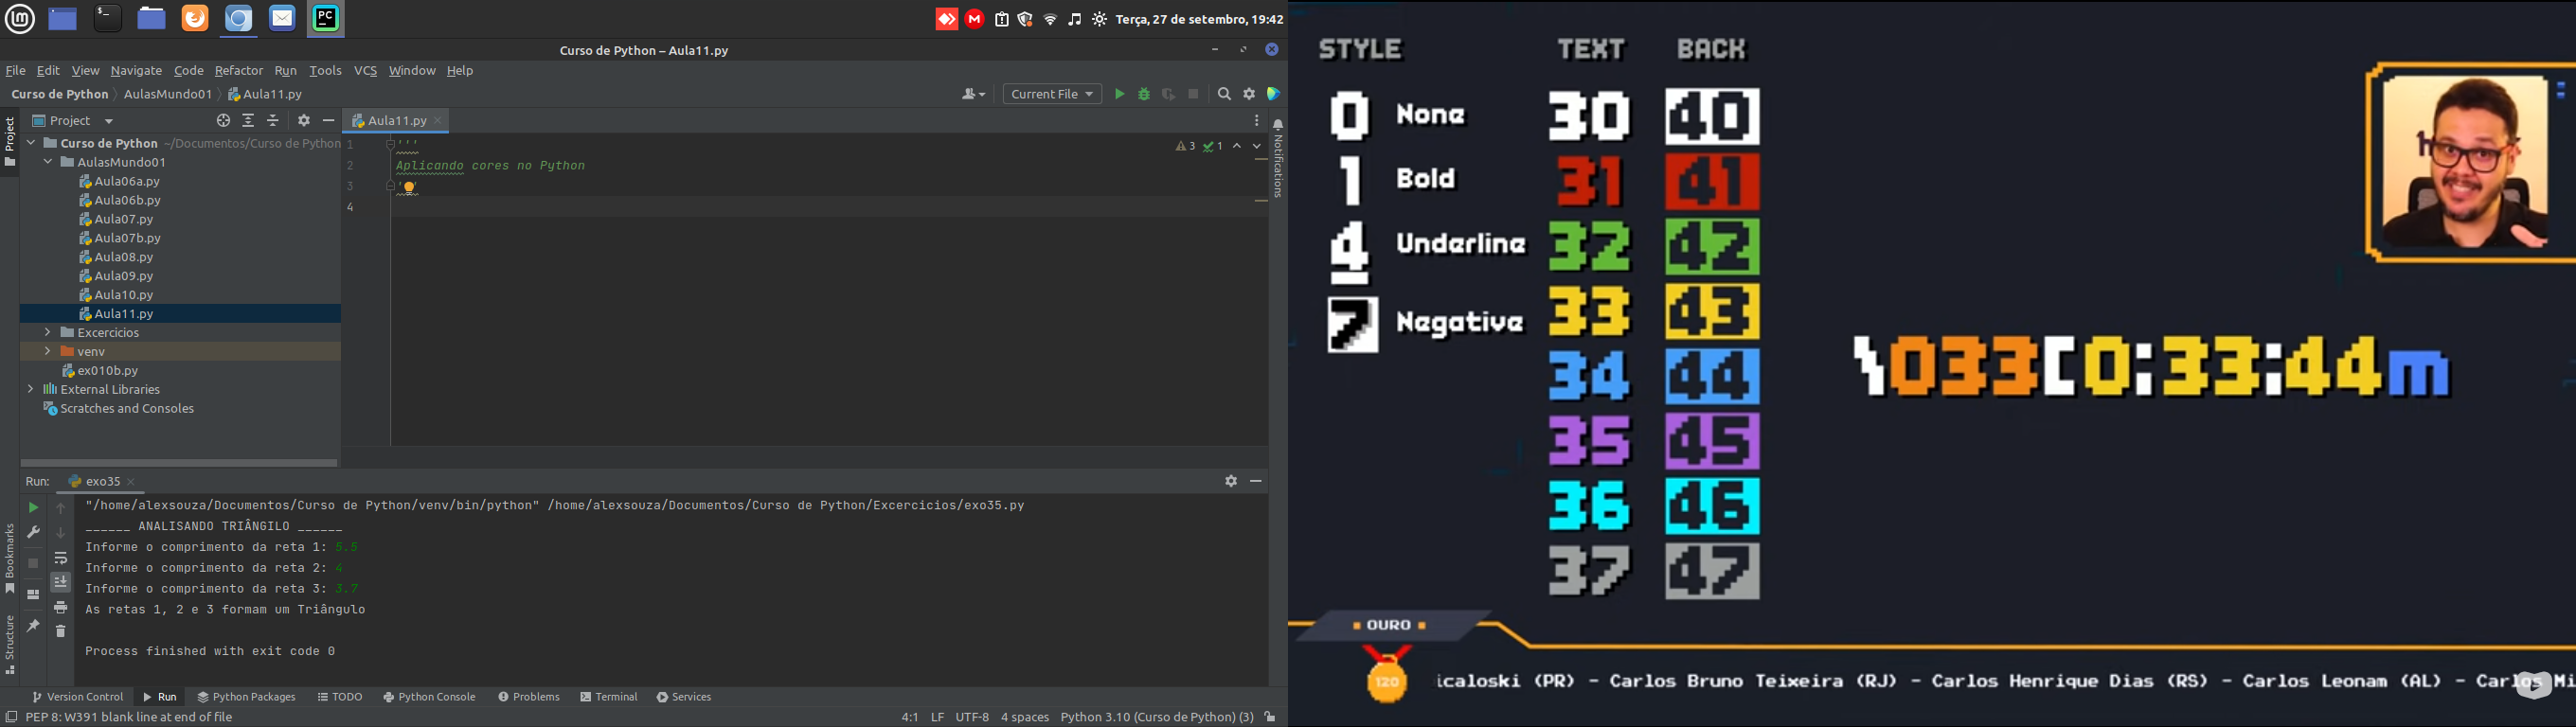 Terça, 27 de setembro, 19:42
Curso de Python – Aula11.py
File Edit View Navigate Code Refactor Run Tools VCS Window Help
Curso de Python AulasMundo01 Aula11.py
Current File
Project
Project
Aula11.py
Notifications
Curso de Python ~/Documentos/Curso de Python
AulasMundo01
Aula06a.py
Aula06b.py
Aula07.py
Aula07b.py
Aula08.py
Aula09.py
Aula10.py
Aula11.py
Excercicios
venv
ex010b.py
External Libraries
Scratches and Consoles
1 '''
2 Aplicando cores no Python
3 '''
4
3 1
Run: exo35
"/home/alexsouza/Documentos/Curso de Python/venv/bin/python" /home/alexsouza/Documentos/Curso de Python/Excercicios/exo35.py
______ ANALISANDO TRIÂNGILO ______
Informe o comprimento da reta 1: 5.5
Informe o comprimento da reta 2: 4
Informe o comprimento da reta 3: 3.7
As retas 1, 2 e 3 formam um Triângulo
Process finished with exit code 0
Bookmarks
Structure
Version Control Run Python Packages TODO Python Console Problems Terminal Services
PEP 8: W391 blank line at end of file
4:1 LF UTF-8 4 spaces Python 3.10 (Curso de Python) (3)
STYLE TEXT BACK
0 None 30 40
1 Bold 31 41
4 Underline 32 42
7 Negative 33 43
34 44
35 45
36 46
37 47
\033[0:33:44m
OURO
120
icaloski (PR) - Carlos Bruno Teixeira (RJ) - Carlos Henrique Dias (RS) - Carlos Leonam (AL) - Carlos Mi